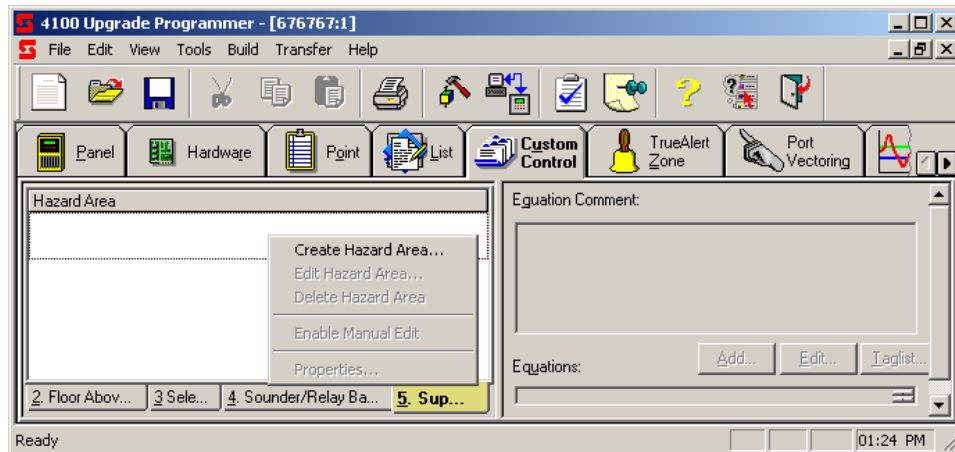 4100 Upgrade Programmer - [676767:1]
File Edit View Tools Build Transfer Help
Panel
Hardware
Point
List
Custom Control
TrueAlert Zone
Port Vectoring
Hazard Area
Create Hazard Area...
Edit Hazard Area...
Delete Hazard Area
Enable Manual Edit
Properties...
2. Floor Abov...
3 Sele...
4. Sounder/Relay Ba...
5. Sup...
Equation Comment:
Equations:
Add...
Edit...
Taglist...
Ready
01:24 PM